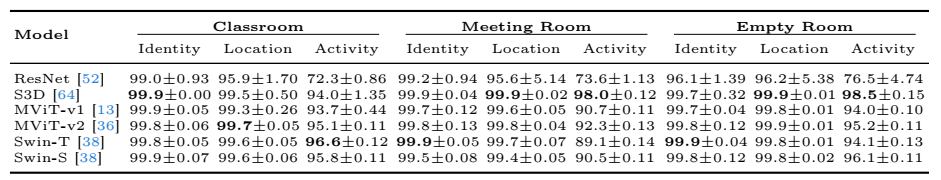 Model Classroom Meeting Room Empty Room
Identity Location Activity Identity Location Activity Identity Location Activity
ResNet [52] 99.0±0.93 95.9±1.70 72.3±0.86 99.2±0.94 95.6±5.14 73.6±1.13 96.1±1.39 96.2±5.38 76.5±4.74
S3D [64] 99.9±0.00 99.5±0.50 94.0±1.35 99.9±0.04 99.9±0.02 98.0±0.12 99.7±0.32 99.9±0.01 98.5±0.15
MViT-v1 [13] 99.9±0.05 99.3±0.26 93.7±0.44 99.7±0.12 99.6±0.05 90.7±0.11 99.7±0.04 99.8±0.01 94.0±0.10
MViT-v2 [36] 99.8±0.06 99.7±0.05 95.1±0.11 99.8±0.13 99.8±0.04 92.3±0.13 99.8±0.12 99.9±0.01 95.2±0.11
Swin-T [38] 99.8±0.05 99.6±0.05 96.6±0.12 99.9±0.05 99.7±0.07 89.1±0.14 99.9±0.04 99.8±0.01 94.1±0.13
Swin-S [38] 99.9±0.07 99.6±0.06 95.8±0.11 99.5±0.08 99.4±0.05 90.5±0.11 99.8±0.12 99.8±0.02 96.1±0.11